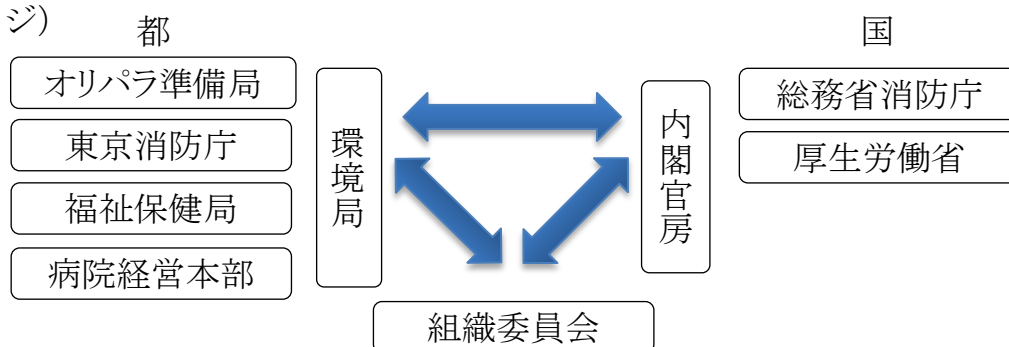 ジ)
都
国
オリパラ準備局
東京消防庁
福祉保健局
病院経営本部
環境局
内閣官房
総務省消防庁
厚生労働省
組織委員会